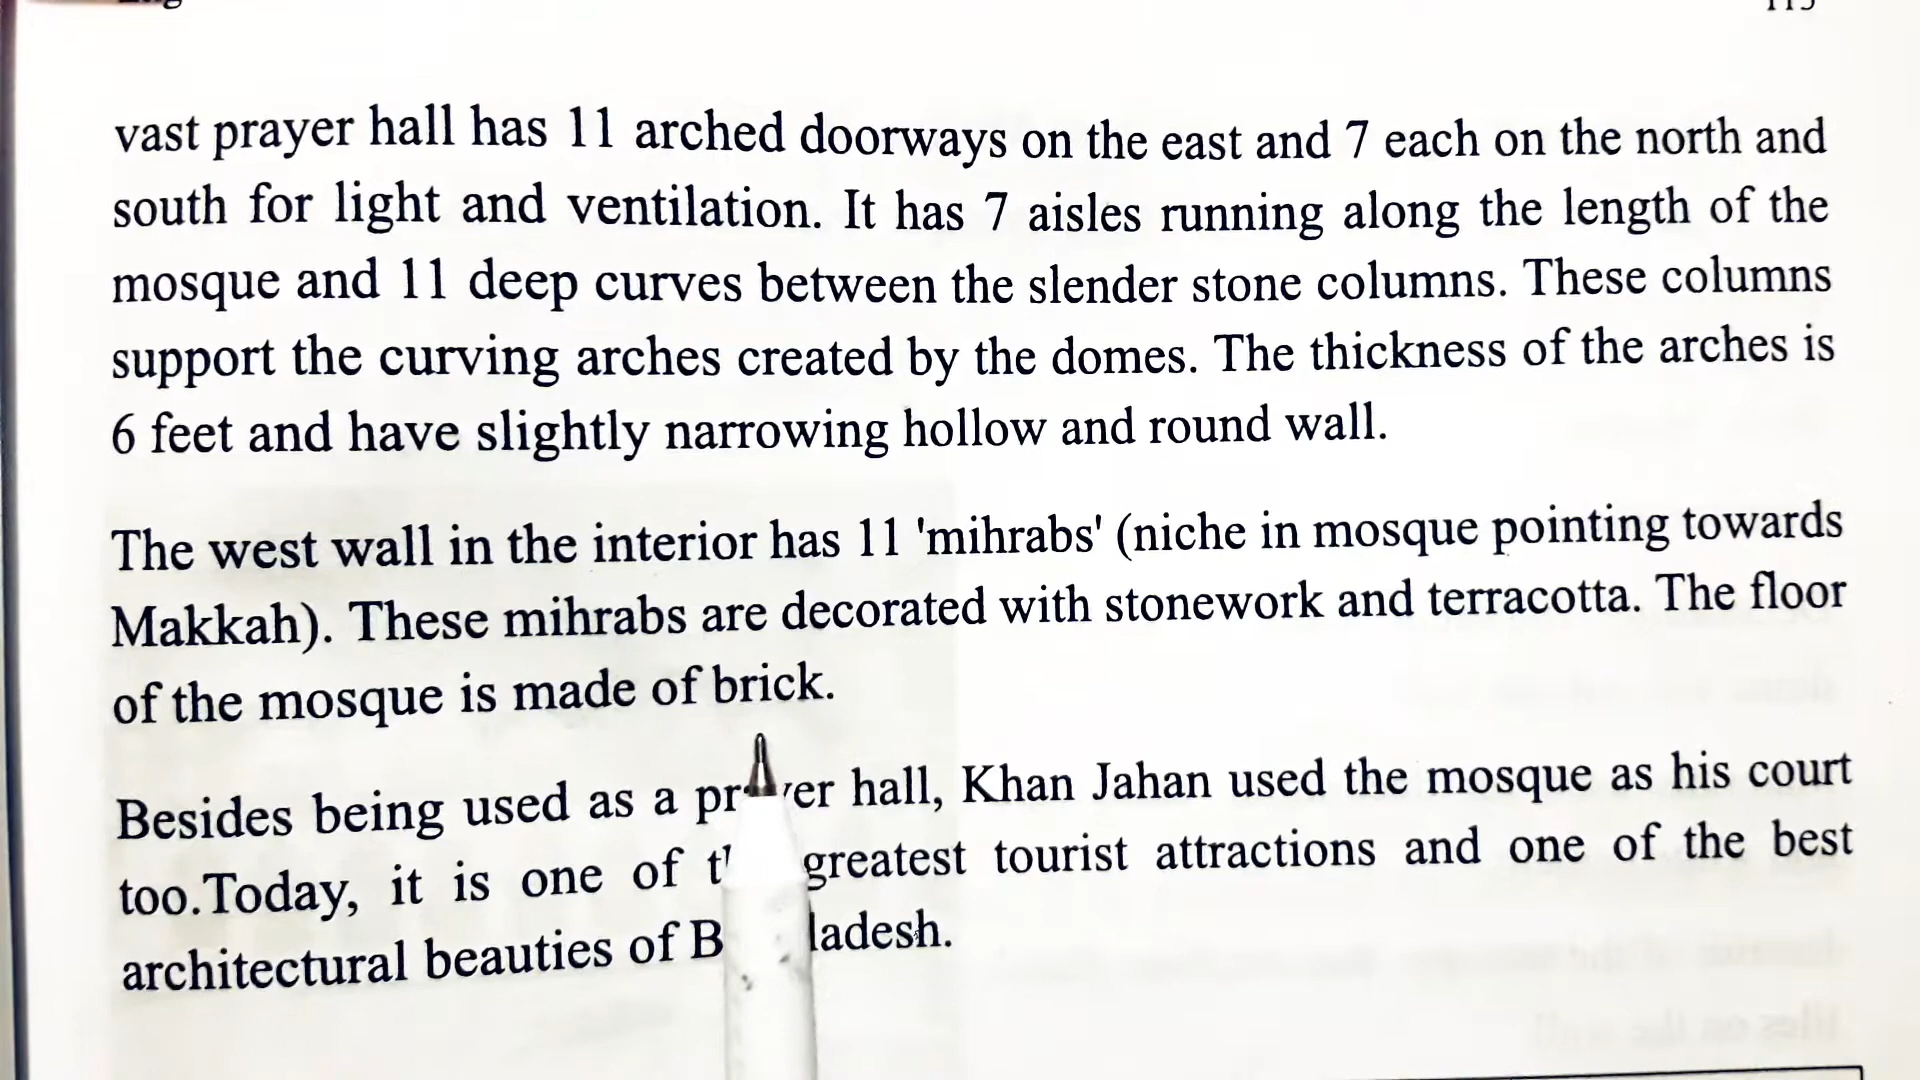 vast prayer hall has 11 arched doorways on the east and 7 each on the north and
south for light and ventilation. It has 7 aisles running along the length of the
mosque and 11 deep curves between the slender stone columns. These columns
support the curving arches created by the domes. The thickness of the arches is
6 feet and have slightly narrowing hollow and round wall.
The west wall in the interior has 11 'mihrabs' (niche in mosque pointing towards
Makkah). These mihrabs are decorated with stonework and terracotta. The floor
of the mosque is made of brick.
Besides being used as a hall, Khan Jahan used the mosque as his court
too.Today, it is one of greatest tourist attractions and one of the best
architectural beauties of